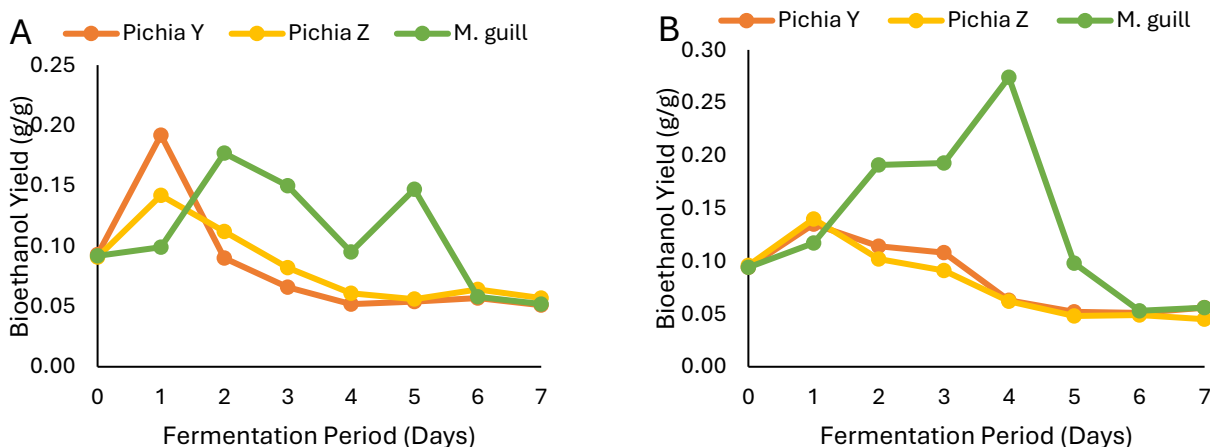 A
Pichia Y Pichia Z M. guill
Bioethanol Yield (g/g)
0.25
0.20
0.15
0.10
0.05
0.00
0 1 2 3 4 5 6 7
Fermentation Period (Days)
B
Pichia Y Pichia Z M. guill
Bioethanol Yield (g/g)
0.30
0.25
0.20
0.15
0.10
0.05
0.00
0 1 2 3 4 5 6 7
Fermentation Period (Days)